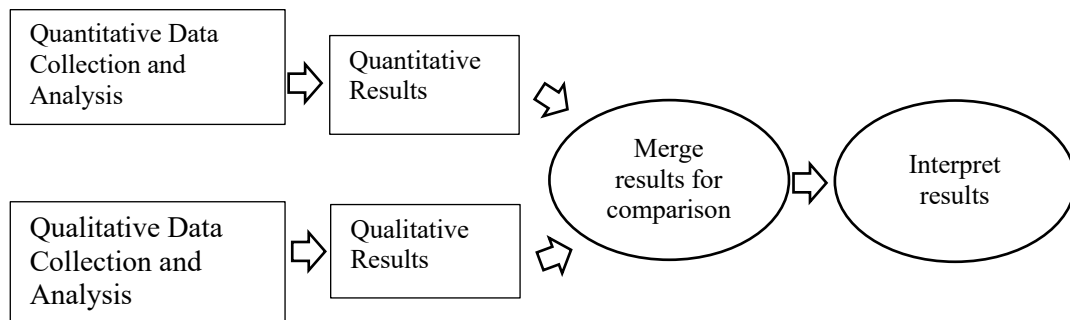 Quantitative Data
Collection and
Analysis
Quantitative
Results
Qualitative Data
Collection and
Analysis
Qualitative
Results
Merge
results for
comparison
Interpret
results